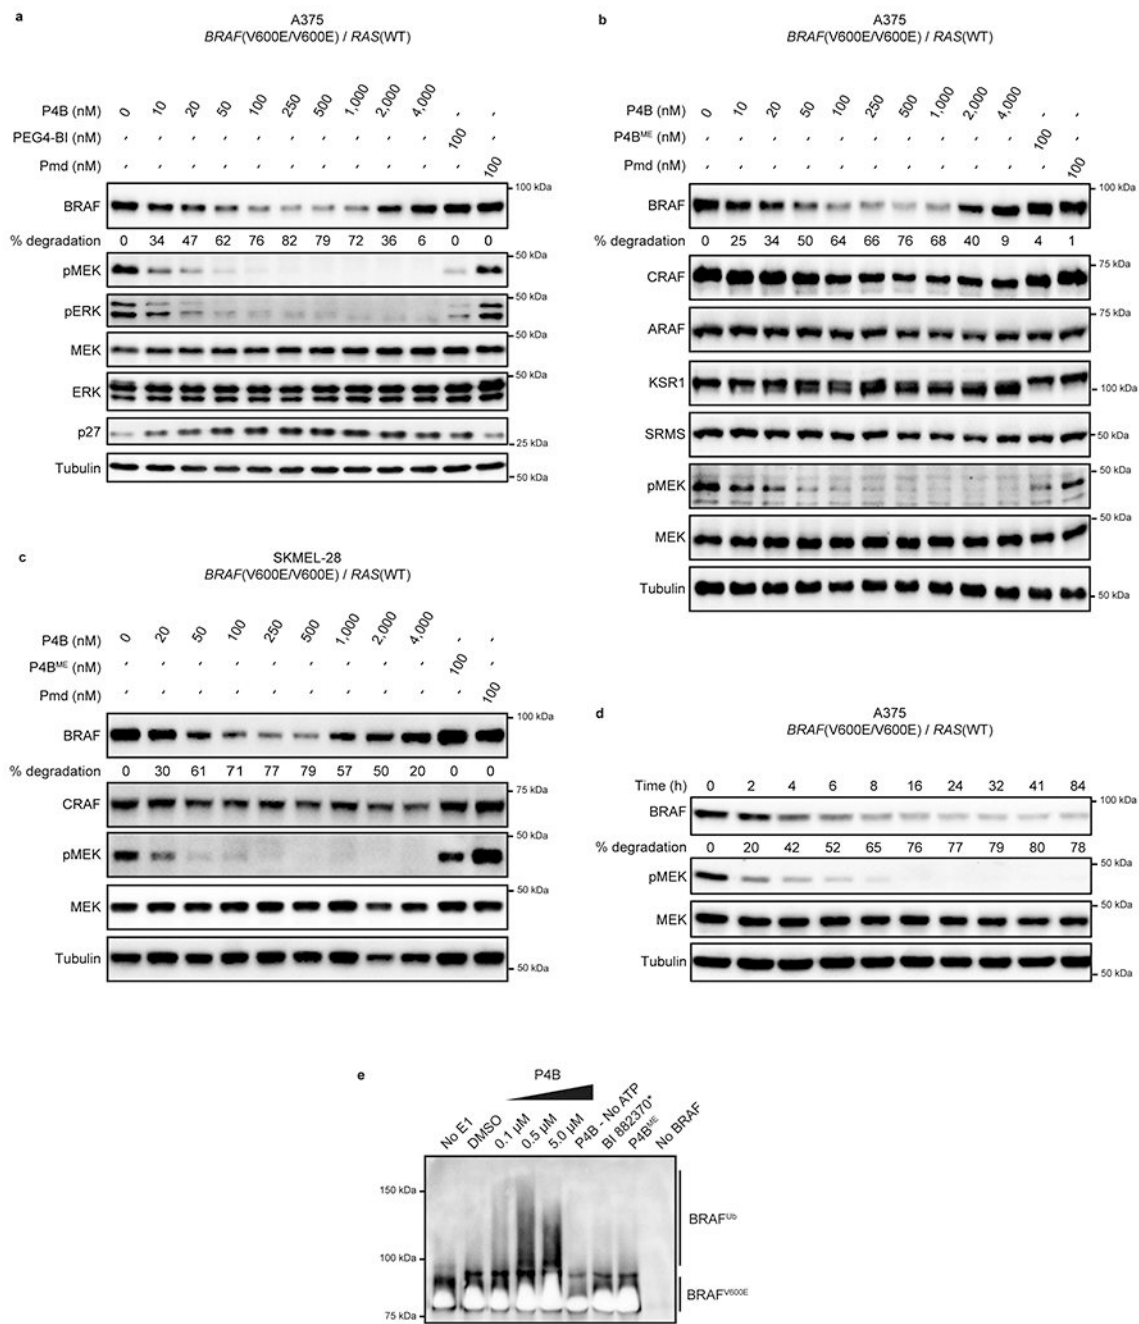 a
A375
BRAF(V600E/V600E) / RAS(WT)
P4B (nM) 0 10 20 50 100 250 500 1,000 2,000 4,000 - -
PEG4-BI (nM) - - - - - - - - - - 100 -
Pmd (nM) - - - - - - - - - - - 100
BRAF 100 kDa
% degradation 0 34 47 62 76 82 79 72 36 6 0 0
pMEK 50 kDa
pERK 50 kDa
MEK 50 kDa
ERK 50 kDa
p27 25 kDa
Tubulin 50 kDa
b
A375
BRAF(V600E/V600E) / RAS(WT)
P4B (nM) 0 10 20 50 100 250 500 1,000 2,000 4,000 - -
P4B^ME (nM) - - - - - - - - - - 100 -
Pmd (nM) - - - - - - - - - - - 100
BRAF 100 kDa
% degradation 0 25 34 50 64 66 76 68 40 9 4 1
CRAF 75 kDa
ARAF 75 kDa
KSR1 100 kDa
SRMS 50 kDa
pMEK 50 kDa
MEK 50 kDa
Tubulin 50 kDa
c
SKMEL-28
BRAF(V600E/V600E) / RAS(WT)
P4B (nM) 0 20 50 100 250 500 1,000 2,000 4,000 - -
P4B^ME (nM) - - - - - - - - - 100 -
Pmd (nM) - - - - - - - - - - 100
BRAF 100 kDa
% degradation 0 30 61 71 77 79 57 50 20 0 0
CRAF 75 kDa
pMEK 50 kDa
MEK 50 kDa
Tubulin 50 kDa
d
A375
BRAF(V600E/V600E) / RAS(WT)
Time (h) 0 2 4 6 8 16 24 32 41 84
BRAF 100 kDa
% degradation 0 20 42 52 65 76 77 79 80 78
pMEK 50 kDa
MEK 50 kDa
Tubulin 50 kDa
e
P4B
No E1 DMSO 0.1 µM 0.5 µM 5.0 µM P4B - No ATP BI 882370* P4B^ME No BRAF
150 kDa
BRAF^Ub
100 kDa
BRAF^V600E
75 kDa